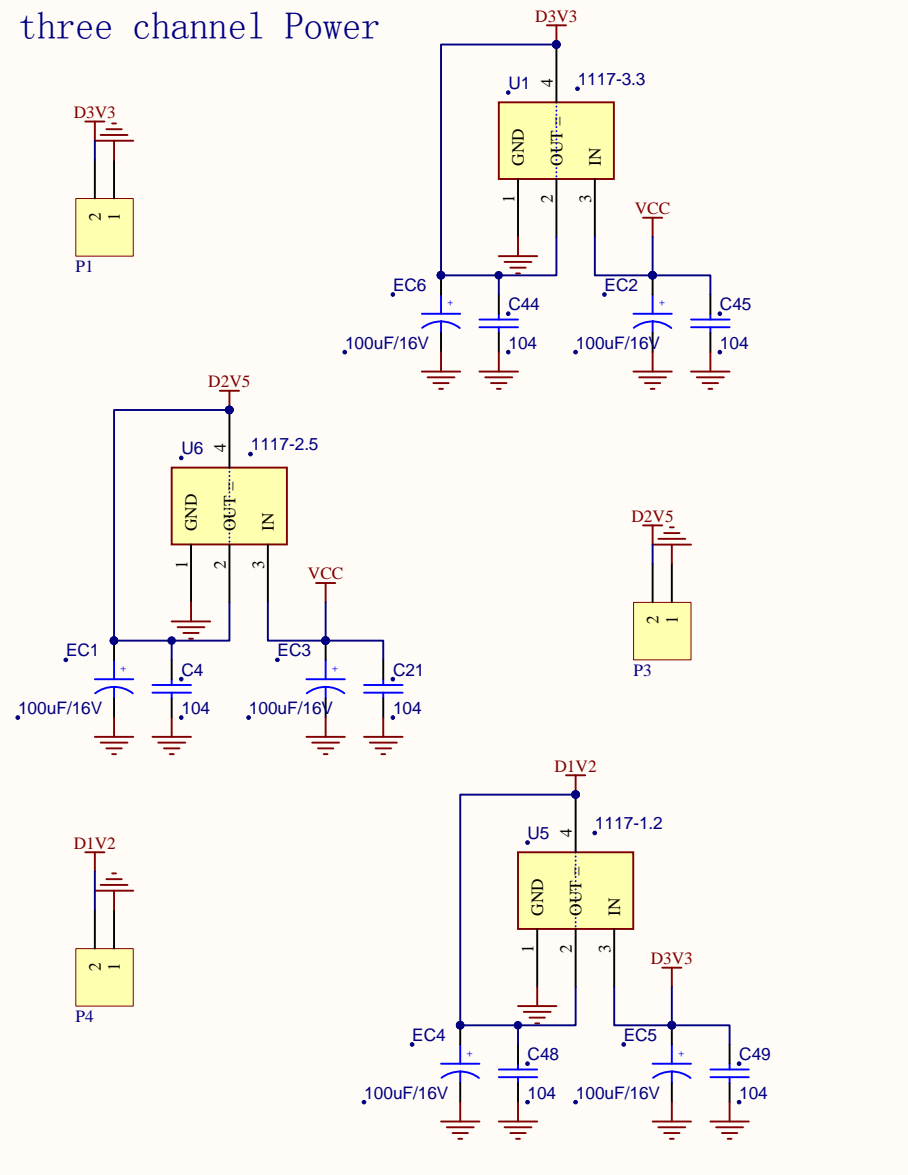 three channel Power
D3V3
U1
4
1117-3.3
GND
OUT
IN
1
2
3
D3V3
2
1
P1
VCC
EC6
C44
EC2
C45
+
+
100uF/16V
104
100uF/16V
104
D2V5
U6
4
1117-2.5
GND
OUT
IN
1
2
3
VCC
EC1
C4
EC3
C21
+
+
100uF/16V
104
100uF/16V
104
D2V5
2
1
P3
D1V2
U5
4
1117-1.2
GND
OUT
IN
1
2
3
D1V2
2
1
P4
D3V3
EC4
C48
EC5
C49
+
+
100uF/16V
104
100uF/16V
104